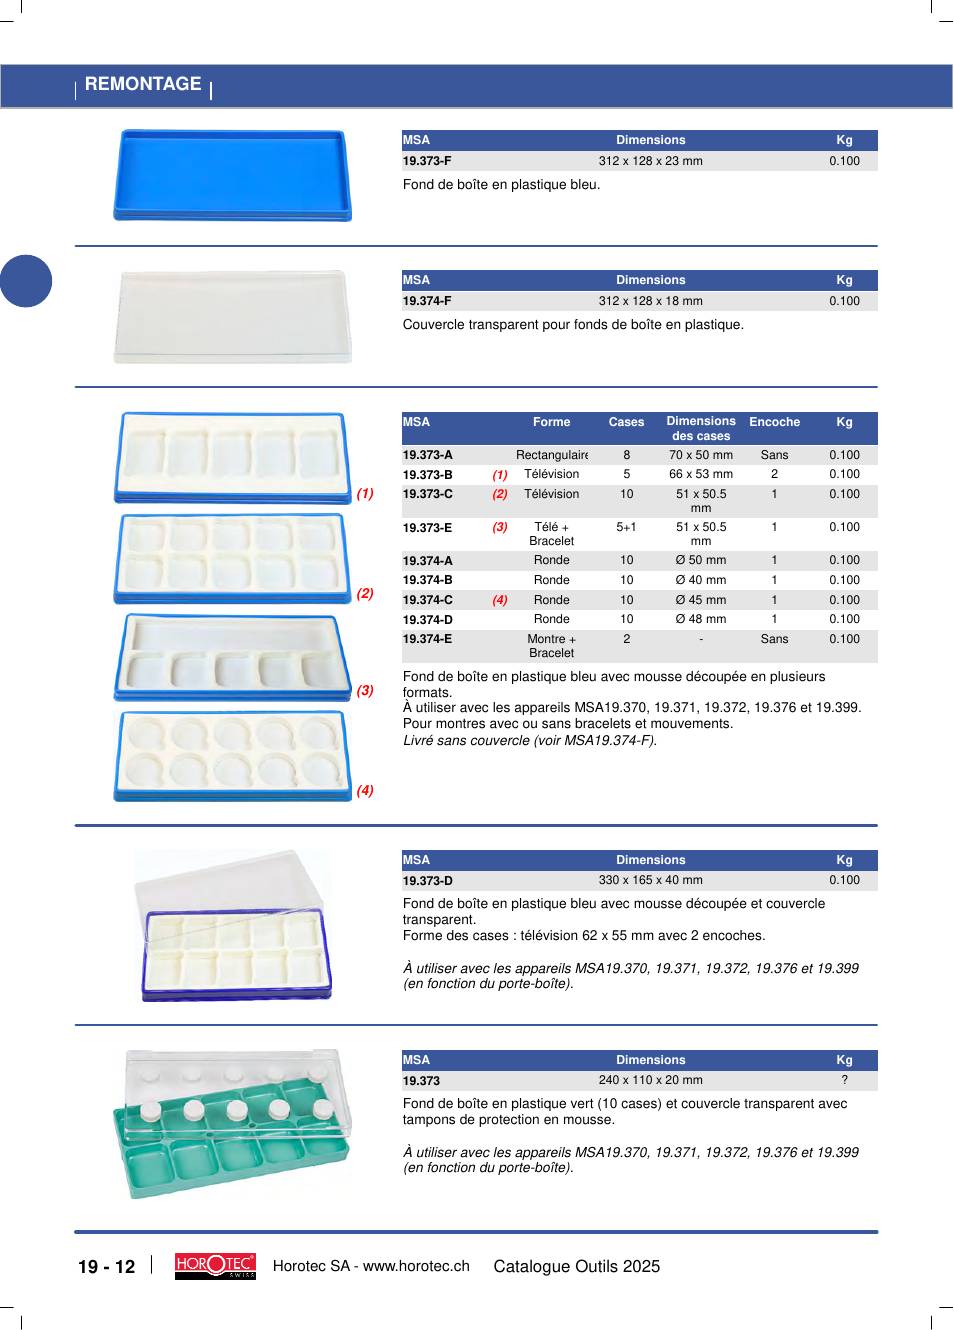 REMONTAGE
MSA Dimensions Kg
19.373-F 312 x 128 x 23 mm 0.100
Fond de boîte en plastique bleu.
MSA Dimensions Kg
19.374-F 312 x 128 x 18 mm 0.100
Couvercle transparent pour fonds de boîte en plastique.
(1)
(2)
(3)
(4)
MSA Forme Cases Dimensions des cases Encoche Kg
19.373-A Rectangulaire 8 70 x 50 mm Sans 0.100
19.373-B (1) Télévision 5 66 x 53 mm 2 0.100
19.373-C (2) Télévision 10 51 x 50.5 mm 1 0.100
19.373-E (3) Télé + Bracelet 5+1 51 x 50.5 mm 1 0.100
19.374-A Ronde 10 Ø 50 mm 1 0.100
19.374-B Ronde 10 Ø 40 mm 1 0.100
19.374-C (4) Ronde 10 Ø 45 mm 1 0.100
19.374-D Ronde 10 Ø 48 mm 1 0.100
19.374-E Montre + Bracelet 2 - Sans 0.100
Fond de boîte en plastique bleu avec mousse découpée en plusieurs
formats.
À utiliser avec les appareils MSA19.370, 19.371, 19.372, 19.376 et 19.399.
Pour montres avec ou sans bracelets et mouvements.
Livré sans couvercle (voir MSA19.374-F).
MSA Dimensions Kg
19.373-D 330 x 165 x 40 mm 0.100
Fond de boîte en plastique bleu avec mousse découpée et couvercle
transparent.
Forme des cases : télévision 62 x 55 mm avec 2 encoches.
À utiliser avec les appareils MSA19.370, 19.371, 19.372, 19.376 et 19.399
(en fonction du porte-boîte).
MSA Dimensions Kg
19.373 240 x 110 x 20 mm ?
Fond de boîte en plastique vert (10 cases) et couvercle transparent avec
tampons de protection en mousse.
À utiliser avec les appareils MSA19.370, 19.371, 19.372, 19.376 et 19.399
(en fonction du porte-boîte).
19 - 12
HOROTEC
SWISS
Horotec SA - www.horotec.ch Catalogue Outils 2025